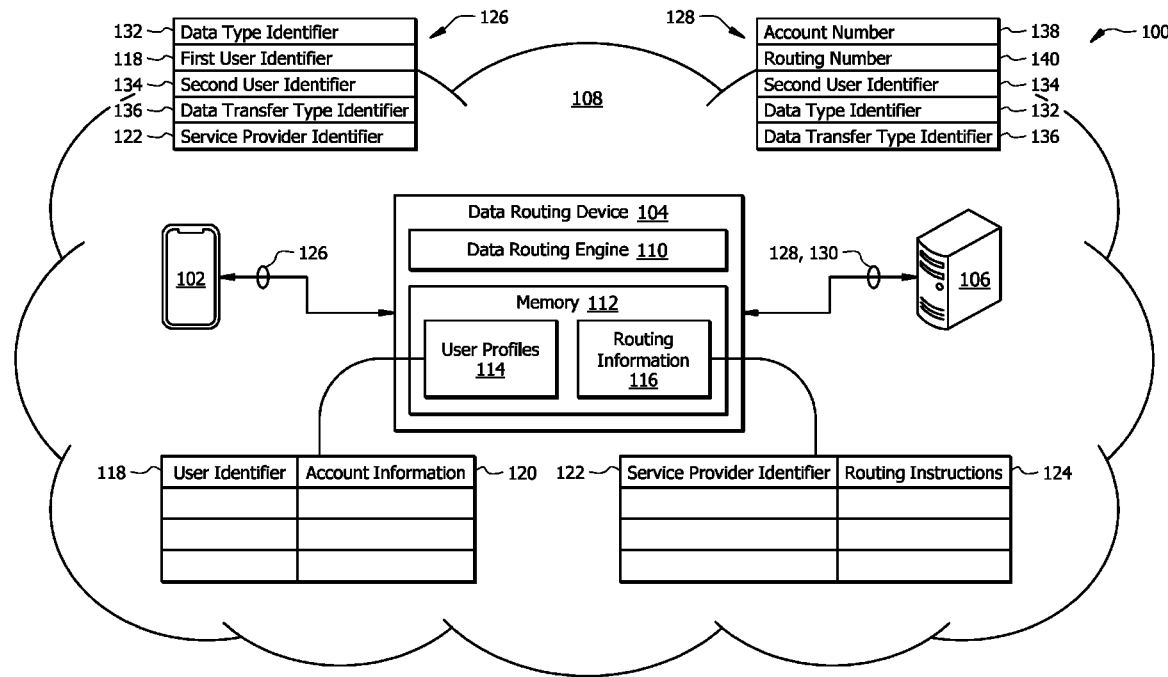 132 Data Type Identifier 126 128 Account Number 138 100
118 First User Identifier Routing Number 140
134 Second User Identifier 108 Second User Identifier 134
136 Data Transfer Type Identifier Data Type Identifier 132
122 Service Provider Identifier Data Transfer Type Identifier 136
Data Routing Device 104
Data Routing Engine 110
126 128, 130
102 106
Memory 112
User Profiles
114
Routing
Information
116
118 User Identifier Account Information 120 122 Service Provider Identifier Routing Instructions 124